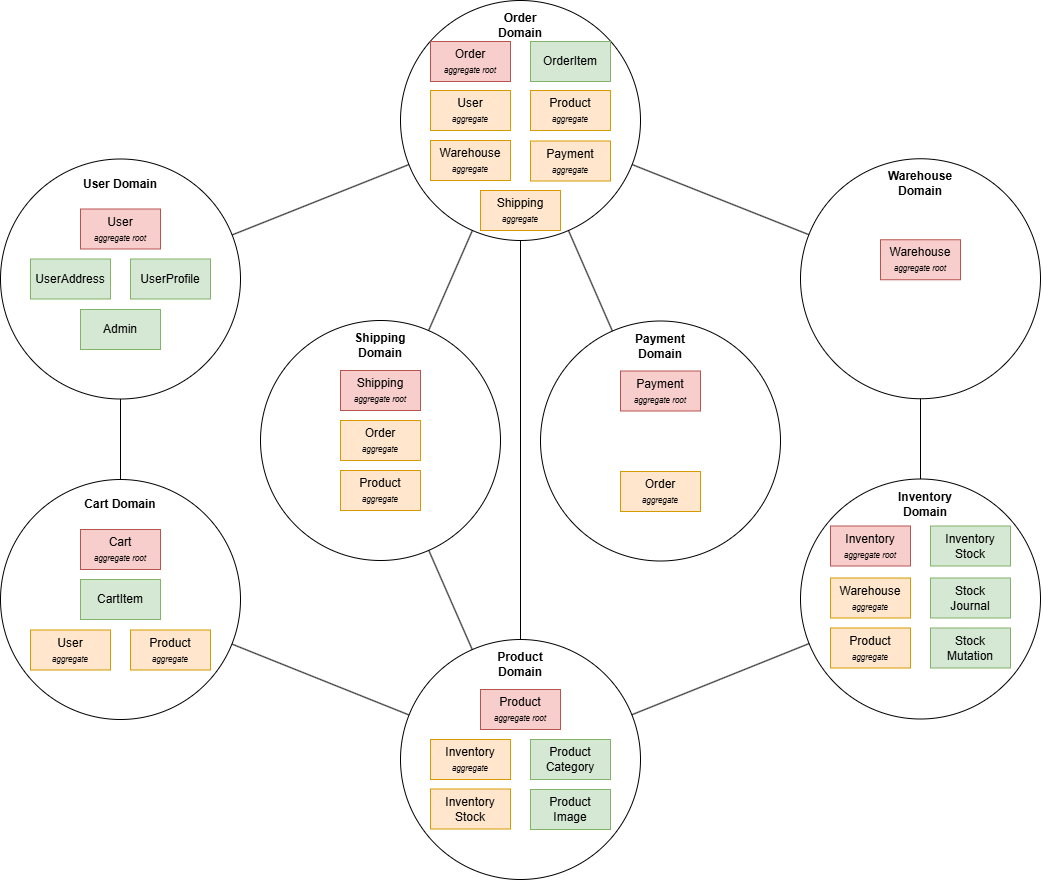 Order
Domain
Order
aggregate root
OrderItem
User
aggregate
Product
aggregate
Warehouse
aggregate
Payment
aggregate
Shipping
aggregate
User Domain
User
aggregate root
UserAddress
UserProfile
Admin
Warehouse
Domain
Warehouse
aggregate root
Shipping
Domain
Shipping
aggregate root
Order
aggregate
Product
aggregate
Payment
Domain
Payment
aggregate root
Order
aggregate
Cart Domain
Cart
aggregate root
CartItem
User
aggregate
Product
aggregate
Inventory
Domain
Inventory
aggregate root
Inventory
Stock
Warehouse
aggregate
Stock
Journal
Product
aggregate
Stock
Mutation
Product
Domain
Product
aggregate root
Inventory
aggregate
Product
Category
Inventory
Stock
Product
Image